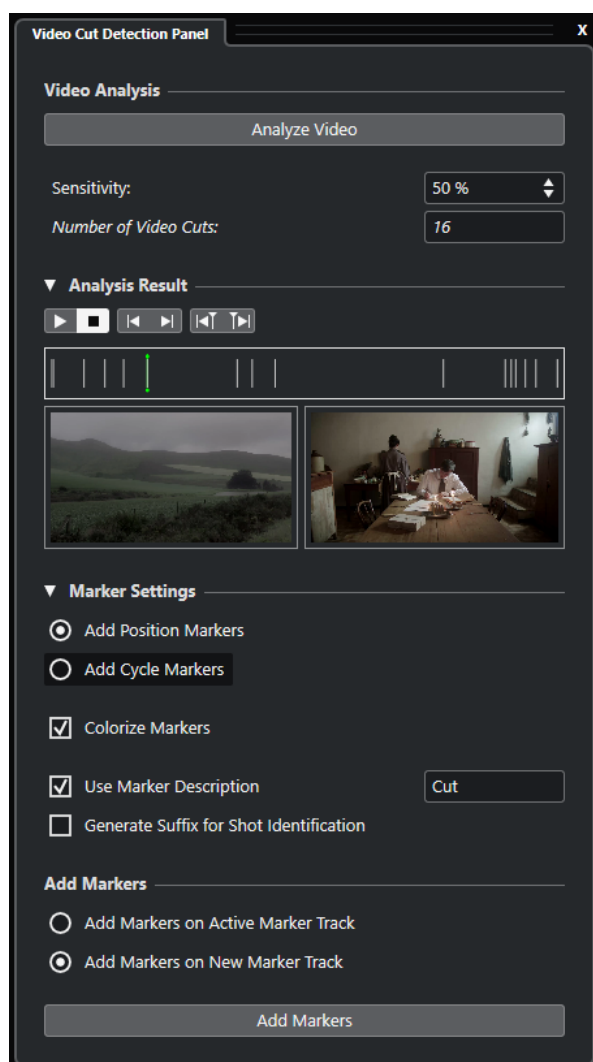 Video Cut Detection Panel
X
Video Analysis
Analyze Video
Sensitivity:
50 %
Number of Video Cuts:
16
Analysis Result
Marker Settings
Add Position Markers
Add Cycle Markers
Colorize Markers
Use Marker Description
Cut
Generate Suffix for Shot Identification
Add Markers
Add Markers on Active Marker Track
Add Markers on New Marker Track
Add Markers